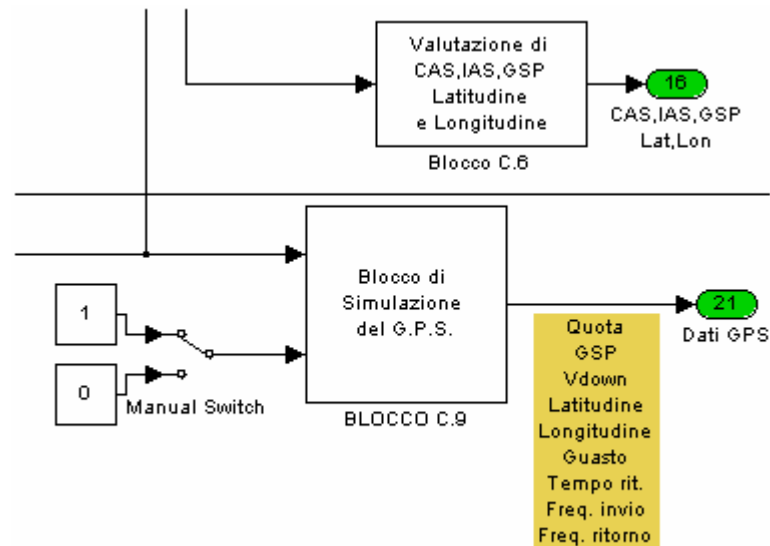 Valutazione di
CAS,IAS,GSP
Latitudine
e Longitudine
Blocco C.6
16
CAS,IAS,GSP
Lat,Lon
Blocco di
Simulazione
del G.P.S.
BLOCCO C.9
1
0
Manual Switch
21
Dati GPS
Quota
GSP
Vdown
Latitudine
Longitudine
Guasto
Tempo rit.
Freq. invio
Freq. ritorno